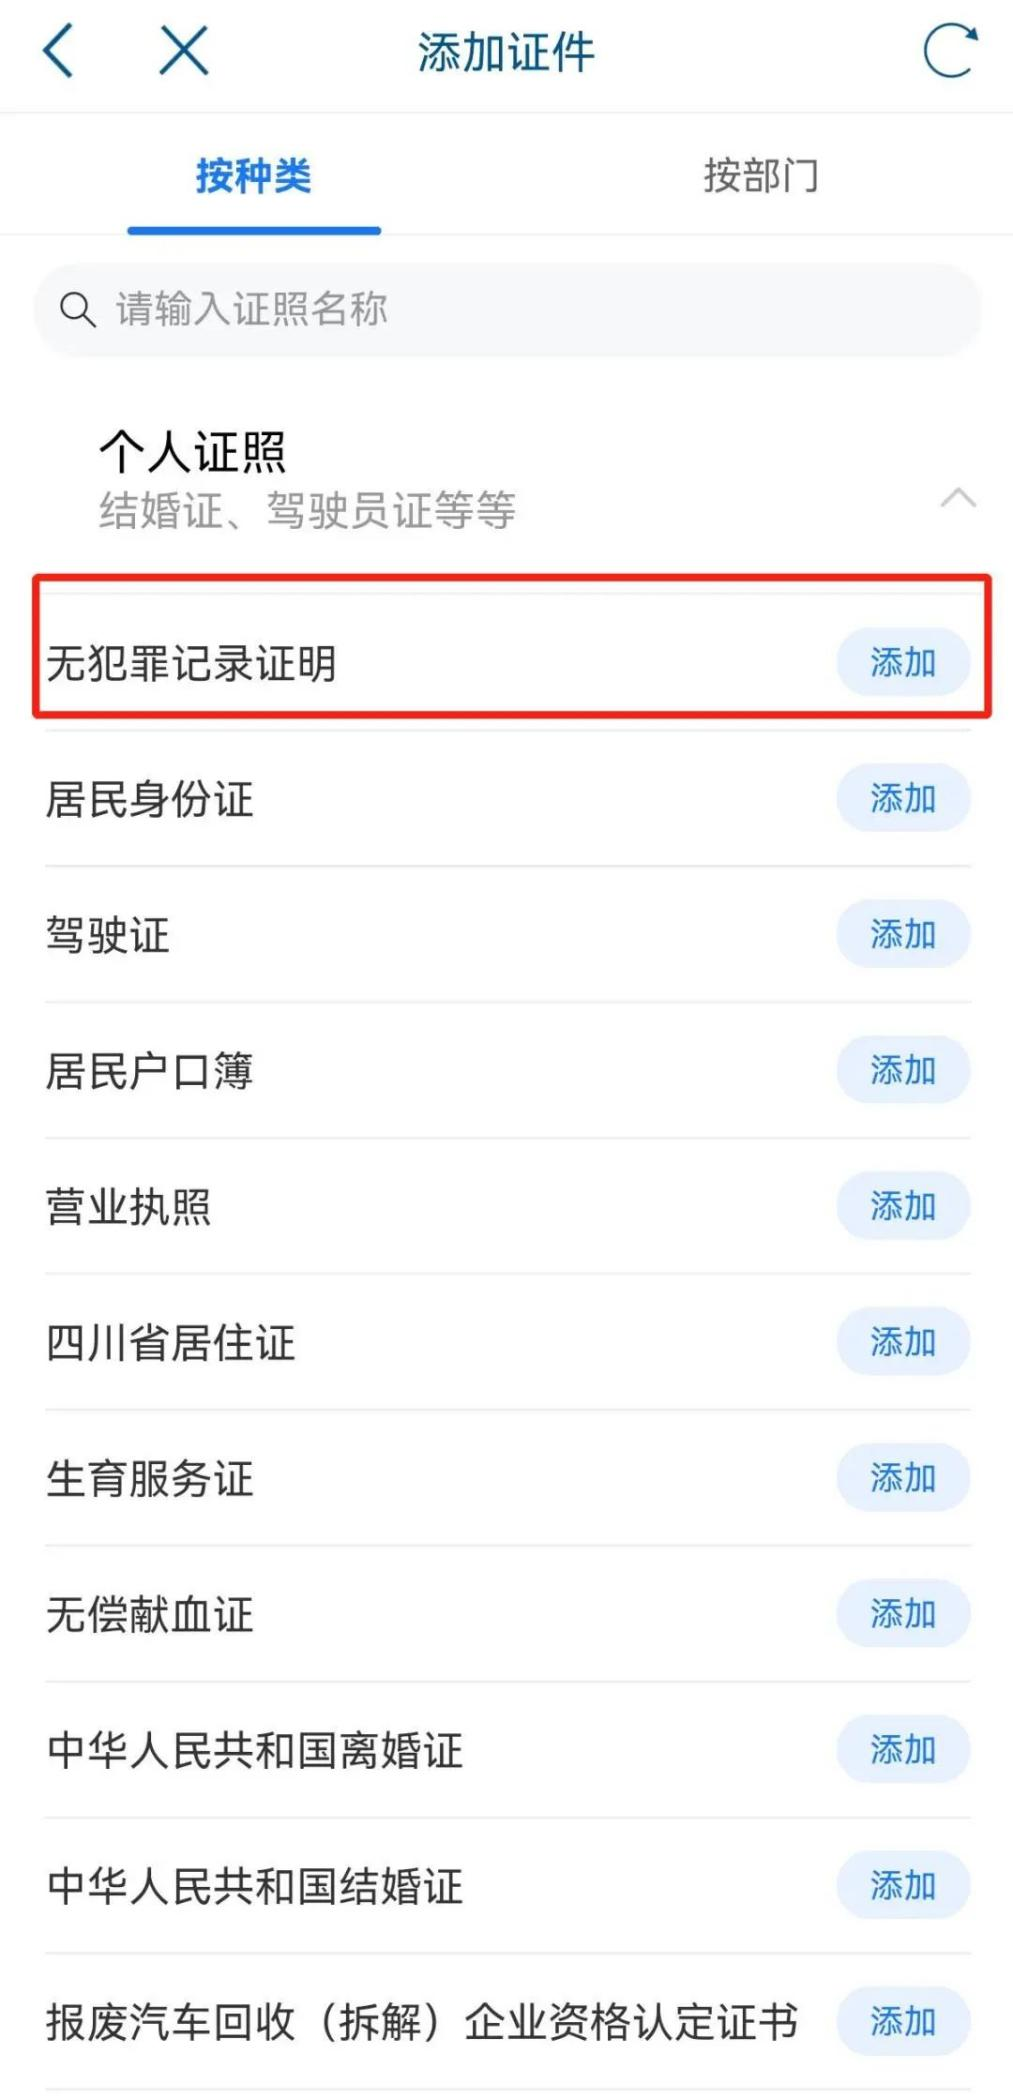 添加证件
按种类 按部门
请输入证照名称
个人证照
结婚证、驾驶员证等等
无犯罪记录证明 添加
居民身份证 添加
驾驶证 添加
居民户口簿 添加
营业执照 添加
四川省居住证 添加
生育服务证 添加
无偿献血证 添加
中华人民共和国离婚证 添加
中华人民共和国结婚证 添加
报废汽车回收（拆解）企业资格认定证书 添加